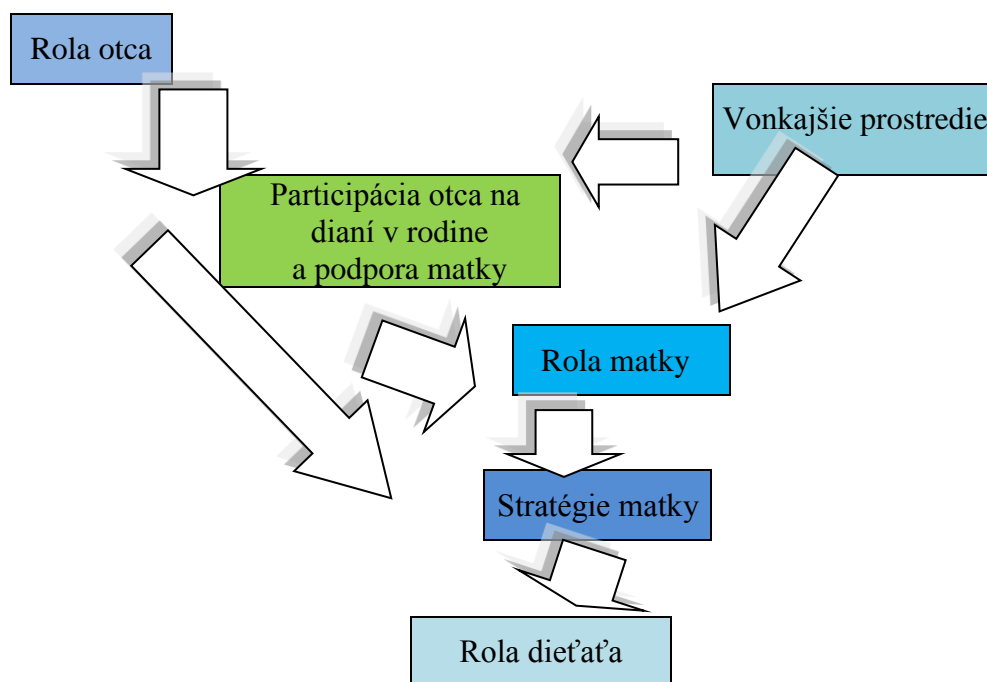 Rola otca
Vonkajšie prostredie
Participácia otca na
dianí v rodine
a podpora matky
Rola matky
Stratégie matky
Rola dieťaťa